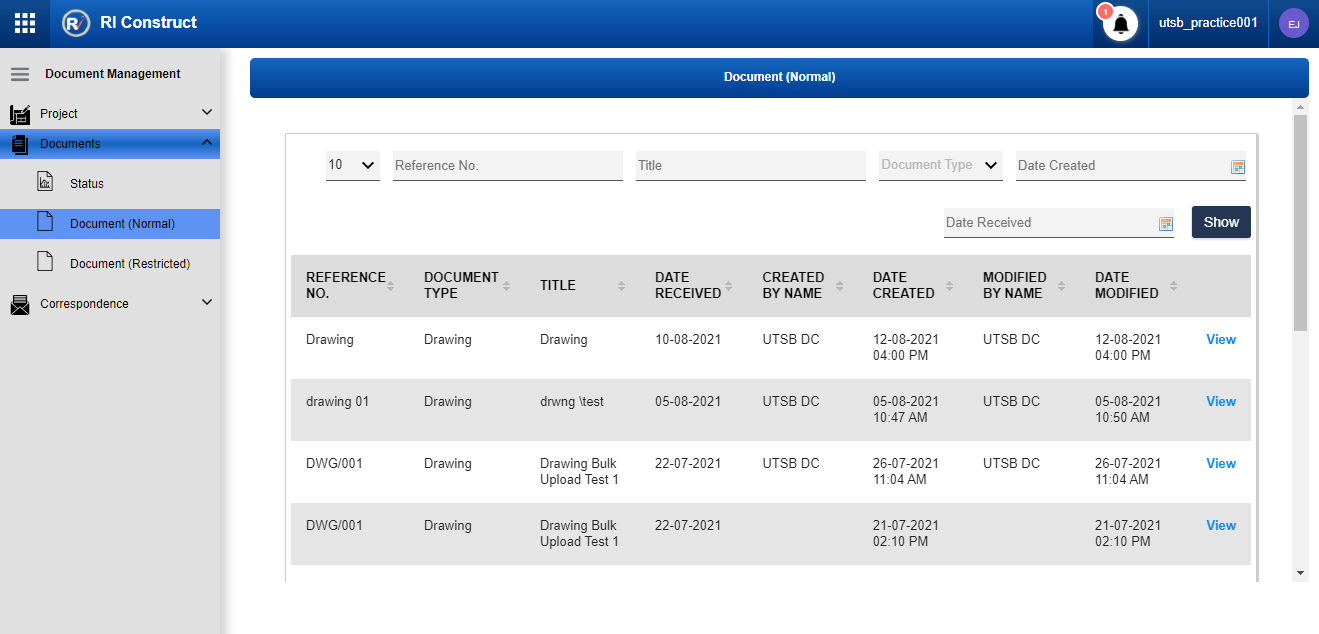 RI Construct
1
utsb_practice001
EJ
Document Management
Project
Documents
Status
Document (Normal)
Document (Restricted)
Correspondence
Document (Normal)
10 Reference No. Title Document Type Date Created
Date Received Show
REFERENCE NO. DOCUMENT TYPE TITLE DATE RECEIVED CREATED BY NAME DATE CREATED MODIFIED BY NAME DATE MODIFIED
Drawing Drawing Drawing 10-08-2021 UTSB DC 12-08-2021 04:00 PM UTSB DC 12-08-2021 04:00 PM View
drawing 01 Drawing drwng \test 05-08-2021 UTSB DC 05-08-2021 10:47 AM UTSB DC 05-08-2021 10:50 AM View
DWG/001 Drawing Drawing Bulk Upload Test 1 22-07-2021 UTSB DC 26-07-2021 11:04 AM UTSB DC 26-07-2021 11:04 AM View
DWG/001 Drawing Drawing Bulk Upload Test 1 22-07-2021 21-07-2021 02:10 PM 21-07-2021 02:10 PM View